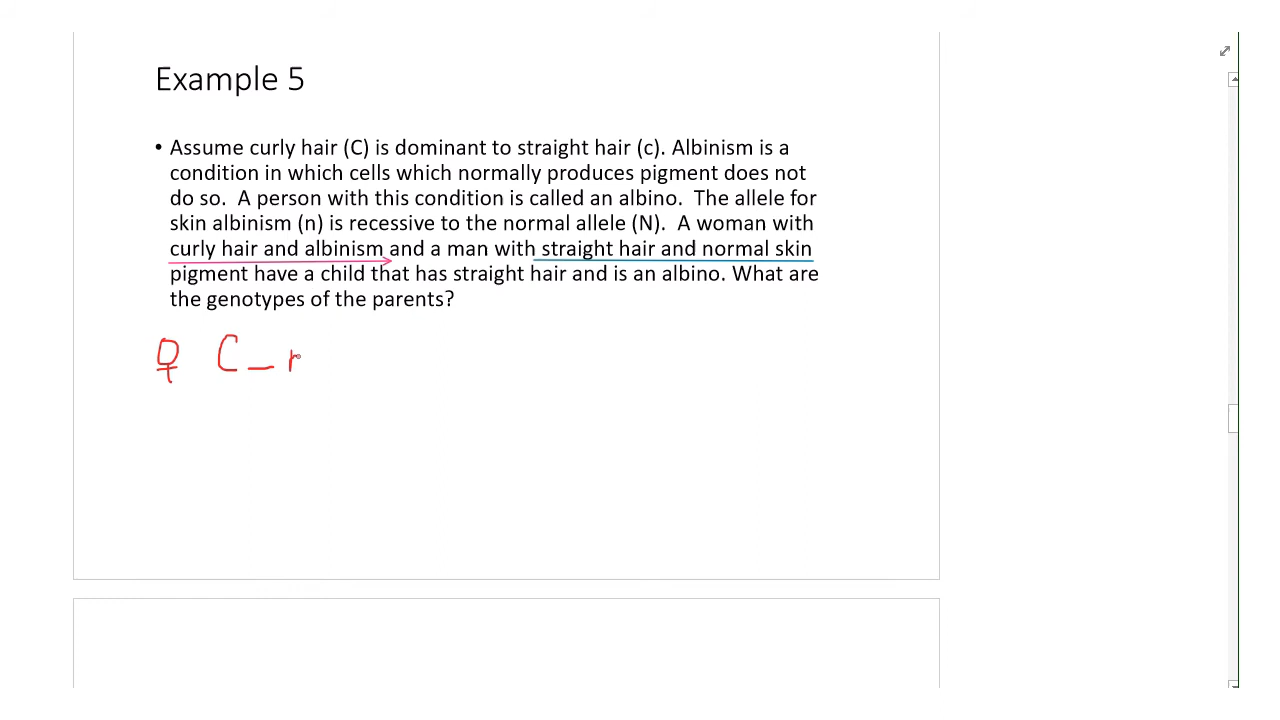 Example 5
• Assume curly hair (C) is dominant to straight hair (c). Albinism is a
condition in which cells which normally produces pigment does not
do so. A person with this condition is called an albino. The allele for
skin albinism (n) is recessive to the normal allele (N). A woman with
curly hair and albinism and a man with straight hair and normal skin
pigment have a child that has straight hair and is an albino. What are
the genotypes of the parents?
♀ C _ n